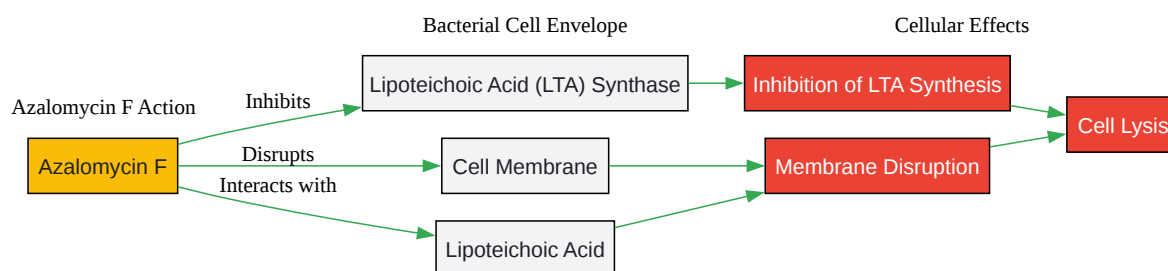 Bacterial Cell Envelope
Cellular Effects
Lipoteichoic Acid (LTA) Synthase
Inhibition of LTA Synthesis
Azalomycin F Action
Inhibits
Cell Lysis
Azalomycin F
Disrupts
Cell Membrane
Membrane Disruption
Interacts with
Lipoteichoic Acid